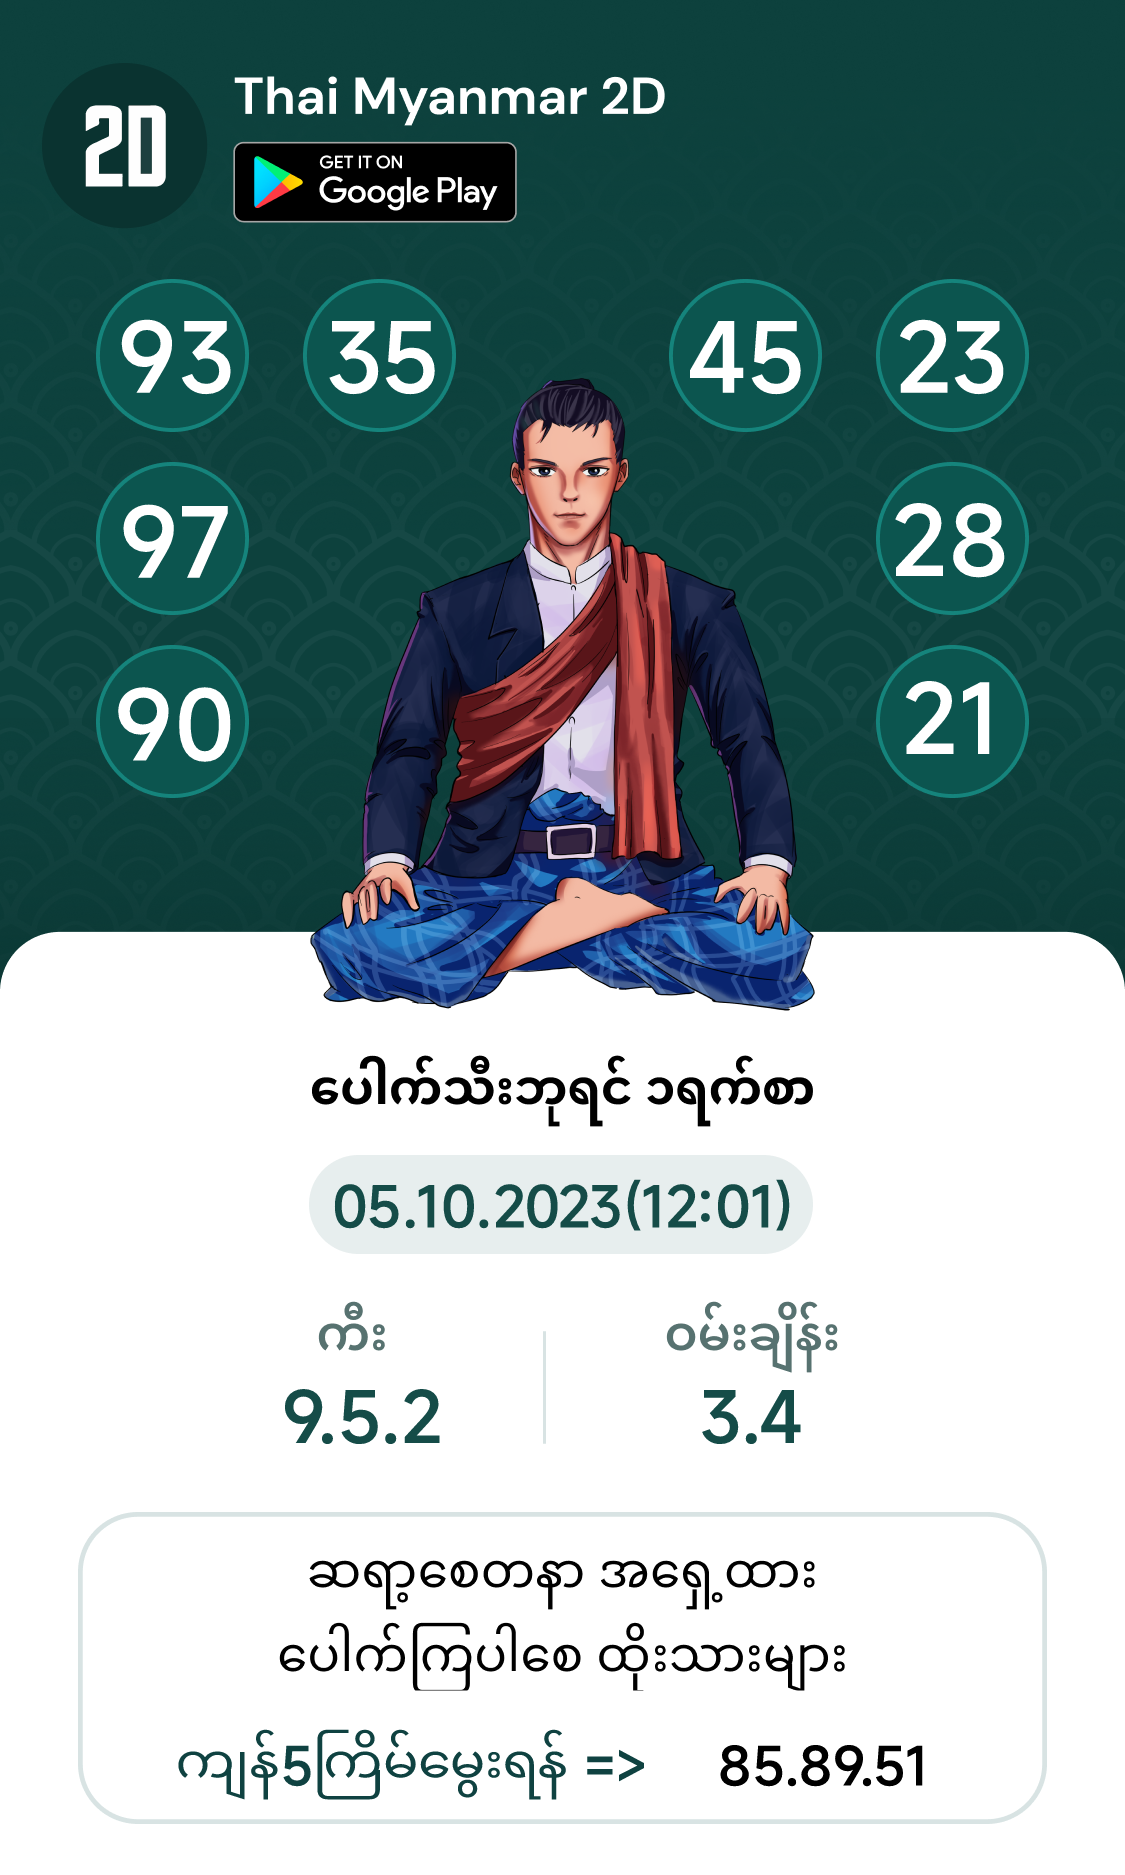 2D
Thai Myanmar 2D
GET IT ON
Google Play
93 35 45 23
97 28
90 21
ပေါက်သီးဘုရင် ၁ရက်စာ
05.10.2023(12:01)
ကီး ဝမ်းချိန်း
9.5.2 3.4
ဆရာ့စေတနာ အရှေ့ထား
ပေါက်ကြပါစေ ထိုးသားများ
ကျန်5ကြိမ်မွေးရန် => 85.89.51